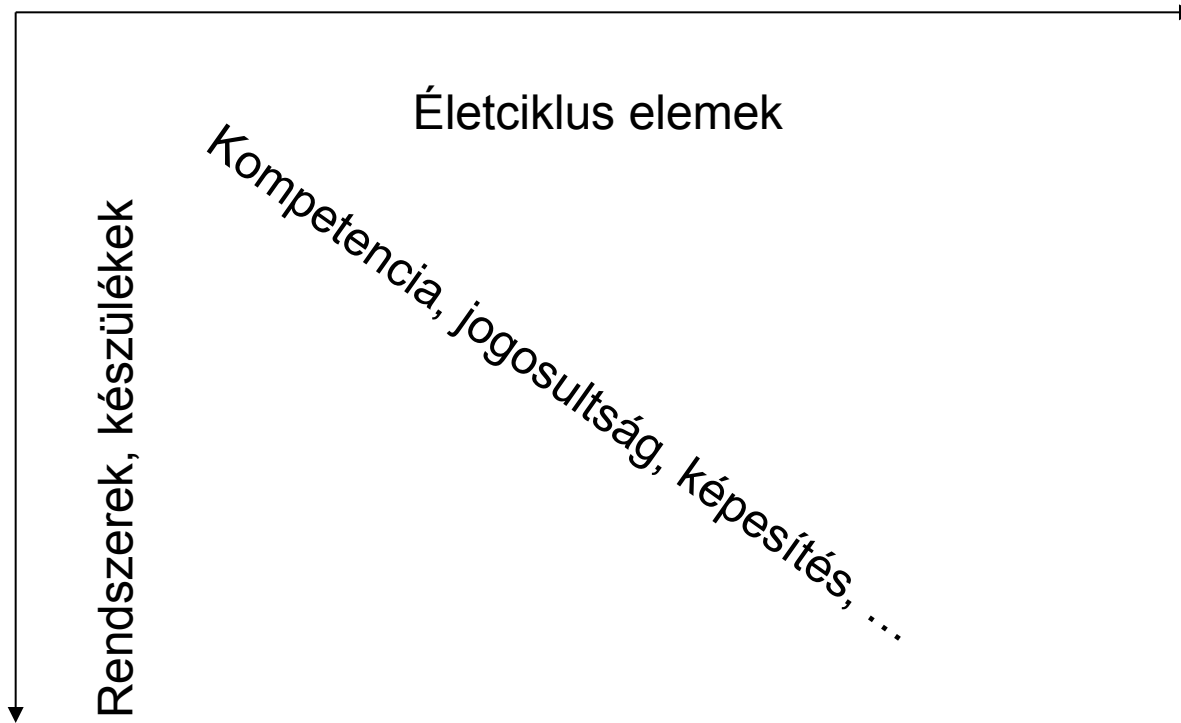 Életciklus elemek
Kompetencia, jogosultság, képesítés, …
Rendszerek, készülékek